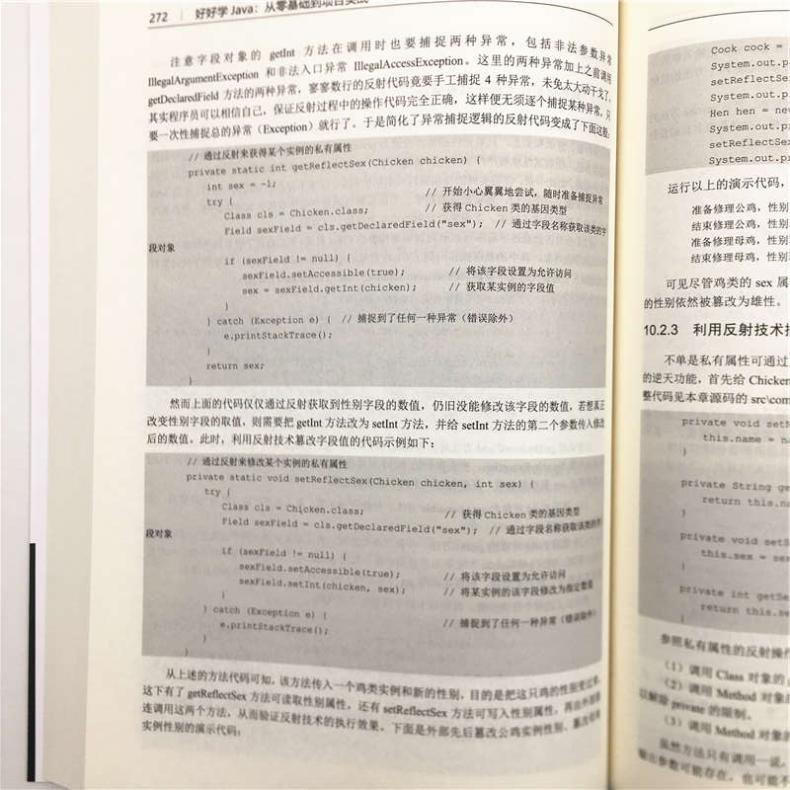 272 | 好好学 Java：从零基础到项目实战
注意字段对象的 getInt 方法在调用时也要捕捉两种异常，包括非法参数异常
IllegalArgumentException 和非法入口异常 IllegalAccessException。这里的两种异常加上之前调用
getDeclaredField 方法的两种异常，寥寥数行的反射代码竟要手工捕捉 4 种异常，未免太大动干戈了。
其实程序员可以相信自己，保证反射过程中的操作代码完全正确，这样便无须逐个捕捉某种异常，只
要一次性捕捉总的异常（Exception）就行了。于是简化了异常捕捉逻辑的反射代码变成了下面这般：
// 通过反射来获得某个实例的私有属性
private static int getReflectSex(Chicken chicken) {
int sex = -1;
try { // 开始小心翼翼地尝试，随时准备捕捉异常
Class cls = Chicken.class; // 获得 Chicken 类的基因类型
Field sexField = cls.getDeclaredField("sex"); // 通过字段名称获取该类的字
段对象
if (sexField != null) {
sexField.setAccessible(true); // 将该字段设置为允许访问
sex = sexField.getInt(chicken); // 获取某实例的字段值
}
} catch (Exception e) { // 捕捉到了任何一种异常（错误除外）
e.printStackTrace();
}
return sex;
}
然而上面的代码仅仅通过反射获取到性别字段的数值，仍旧没能修改该字段的数值，若想真正
改变性别字段的取值，则需要把 getInt 方法改为 setInt 方法，并给 setInt 方法的第二个参数传入修改
后的数值。此时，利用反射技术篡改字段值的代码示例如下：
// 通过反射来修改某个实例的私有属性
private static void setReflectSex(Chicken chicken, int sex) {
try {
Class cls = Chicken.class; // 获得 Chicken 类的基因类型
Field sexField = cls.getDeclaredField("sex"); // 通过字段名称获取该类的字
段对象
if (sexField != null) {
sexField.setAccessible(true); // 将该字段设置为允许访问
sexField.setInt(chicken, sex); // 将某实例的该字段修改为指定数值
}
} catch (Exception e) { // 捕捉到了任何一种异常（错误除外）
e.printStackTrace();
}
}
从上述的方法代码可知，该方法传入一个鸡类实例和新的性别，目的是把这只鸡的性别变过来。
这下有了 getReflectSex 方法可读取性别属性，还有 setReflectSex 方法可写入性别属性，再由外部
连调用这两个方法，从而验证反射技术的执行效果。下面是外部先后篡改公鸡实例性别、篡改母鸡
实例性别的演示代码：
Cock cock =
System.out.p
setReflectSe
System.out.p
Hen hen = new
System.out.p
setReflectSex
System.out.p
运行以上的演示代码，
准备修理公鸡，性别
结束修理公鸡，性别
准备修理母鸡，性别
结束修理母鸡，性别
可见尽管鸡类的 sex 属
的性别依然被篡改为雄性。
10.2.3 利用反射技术
不单是私有属性可通过
的逆天功能，首先给 Chicken
整代码见本章源码的 src\com
private void setN
this.name = na
}
private String ge
return this.na
}
private void setS
this.sex = sex
}
private int getSe
return this.se
}
参照私有属性的反射操作
（1）调用 Class 对象的
（2）调用 Method 对象的
以解除 private 的限制。
（3）调用 Method 对象的
虽然方法只有调用一说，
输出参数可能存在，也可能不